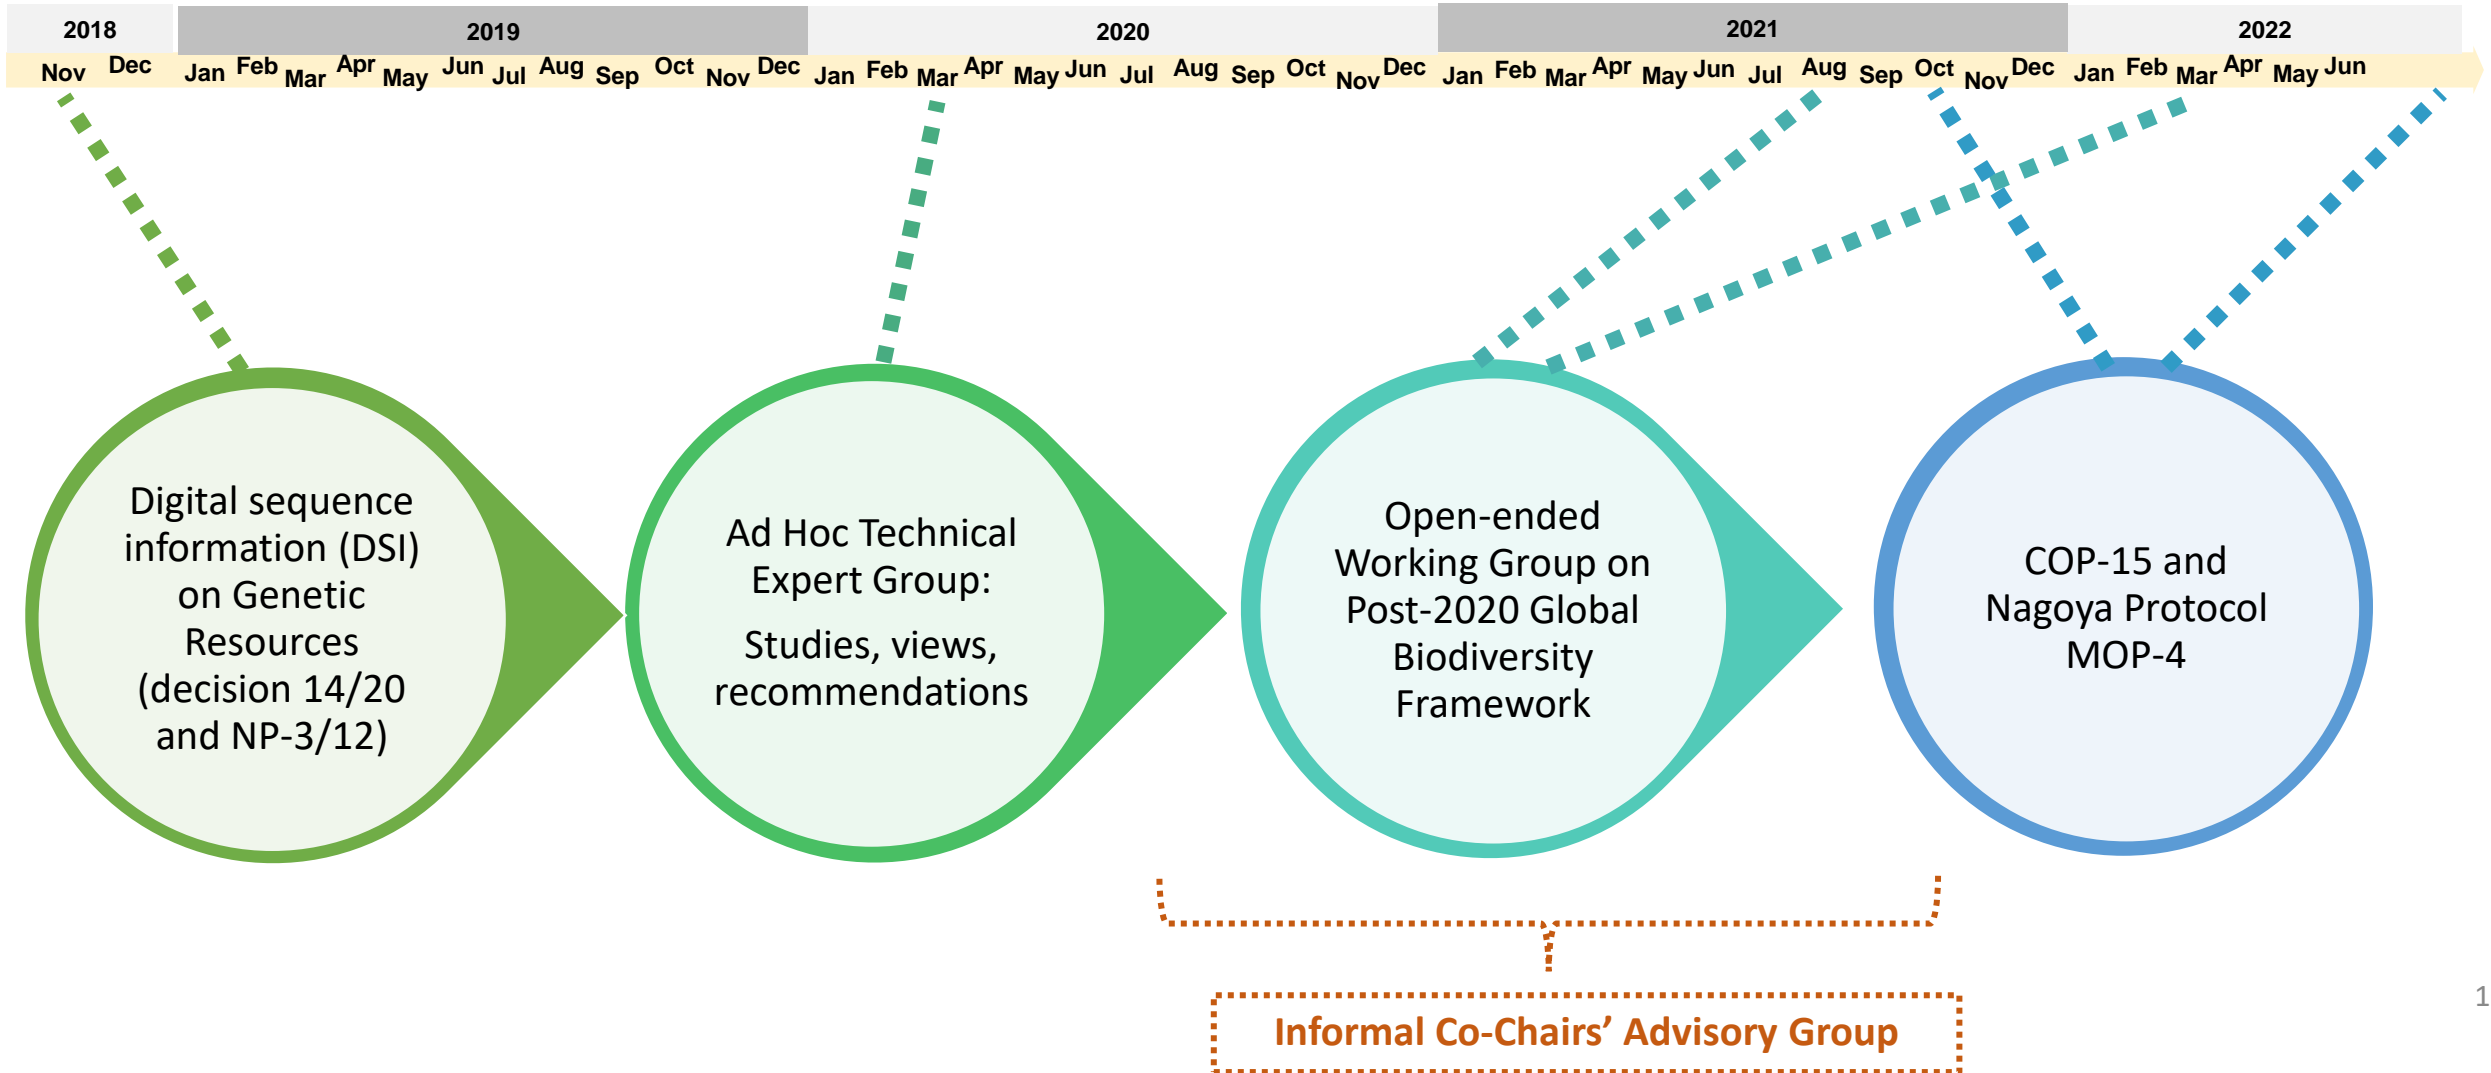 2018 2019 2020 2021 2022
Nov Dec Jan Feb Mar Apr May Jun Jul Aug Sep Oct Nov Dec Jan Feb Mar Apr May Jun Jul Aug Sep Oct Nov Dec Jan Feb Mar Apr May Jun Jul Aug Sep Oct Nov Dec Jan Feb Mar Apr May Jun
Digital sequence
information (DSI)
on Genetic
Resources
(decision 14/20
and NP-3/12)
Ad Hoc Technical
Expert Group:
Studies, views,
recommendations
Open-ended
Working Group on
Post-2020 Global
Biodiversity
Framework
COP-15 and
Nagoya Protocol
MOP-4
Informal Co-Chairs’ Advisory Group
1